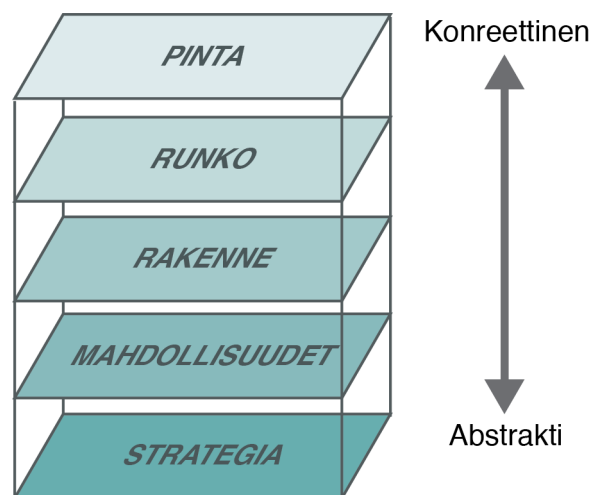 Konreettinen
PINTA
RUNKO
RAKENNE
MAHDOLLISUUDET
STRATEGIA
Abstrakti